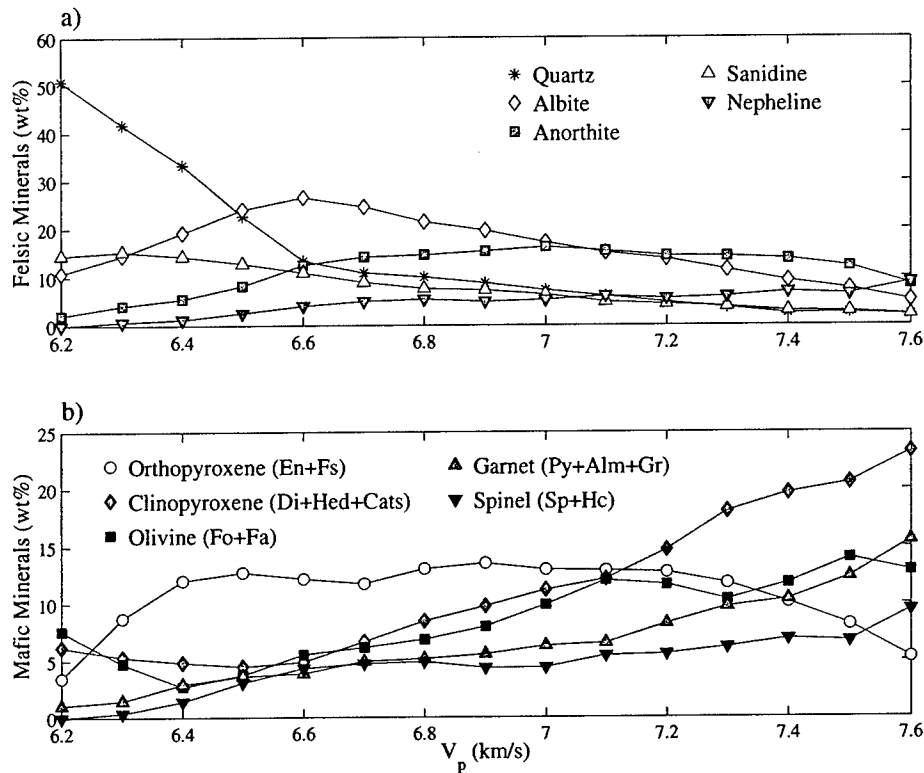 a)
60
50
40
30
20
10
0
Felsic Minerals (wt%)
Quartz
Albite
Anorthite
Sanidine
Nepheline
6.2 6.4 6.6 6.8 7 7.2 7.4 7.6
b)
25
20
15
10
5
0
Mafic Minerals (wt%)
Orthopyroxene (En+Fs)
Clinopyroxene (Di+Hed+Cats)
Olivine (Fo+Fa)
Garnet (Py+Alm+Gr)
Spinel (Sp+Hc)
6.2 6.4 6.6 6.8 7 7.2 7.4 7.6
Vp (km/s)